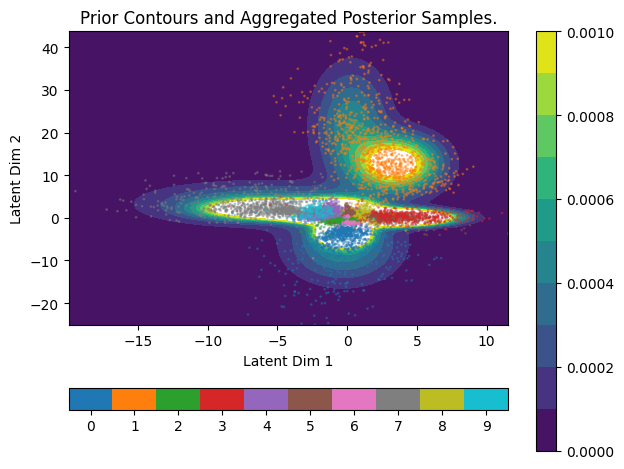 Prior Contours and Aggregated Posterior Samples.
Latent Dim 2
40
30
20
10
0
−10
−20
−15 −10 −5 0 5 10
Latent Dim 1
0.0010
0.0008
0.0006
0.0004
0.0002
0.0000
0 1 2 3 4 5 6 7 8 9